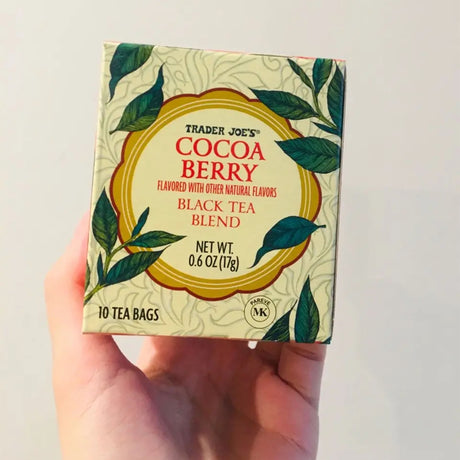 TRADER JOE'S®
COCOA
BERRY
FLAVORED WITH OTHER NATURAL FLAVORS
BLACK TEA
BLEND
NET WT.
0.6 OZ (17g)
PAREVE
MK
10 TEA BAGS